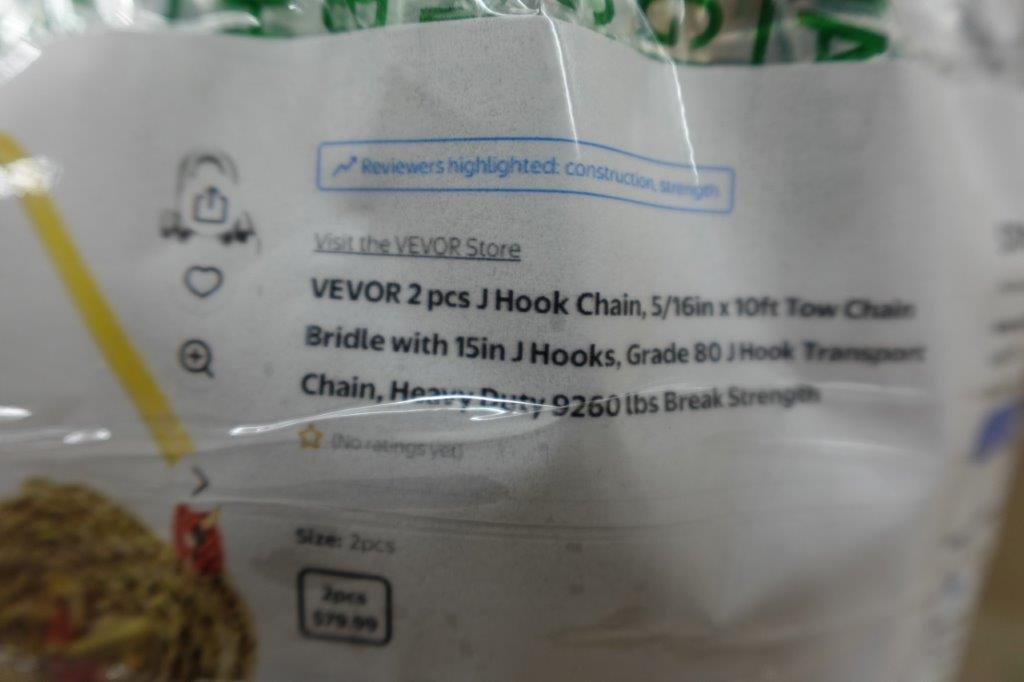 Reviewers highlighted: construction, strength
Visit the VEVOR Store
VEVOR 2 pcs J Hook Chain, 5/16in x 10ft Tow Chain
Bridle with 15in J Hooks, Grade 80 J Hook Transport
Chain, Heavy Duty 9260 lbs Break Strength
(No ratings yet)
Size: 2pcs
2pcs
$79.99